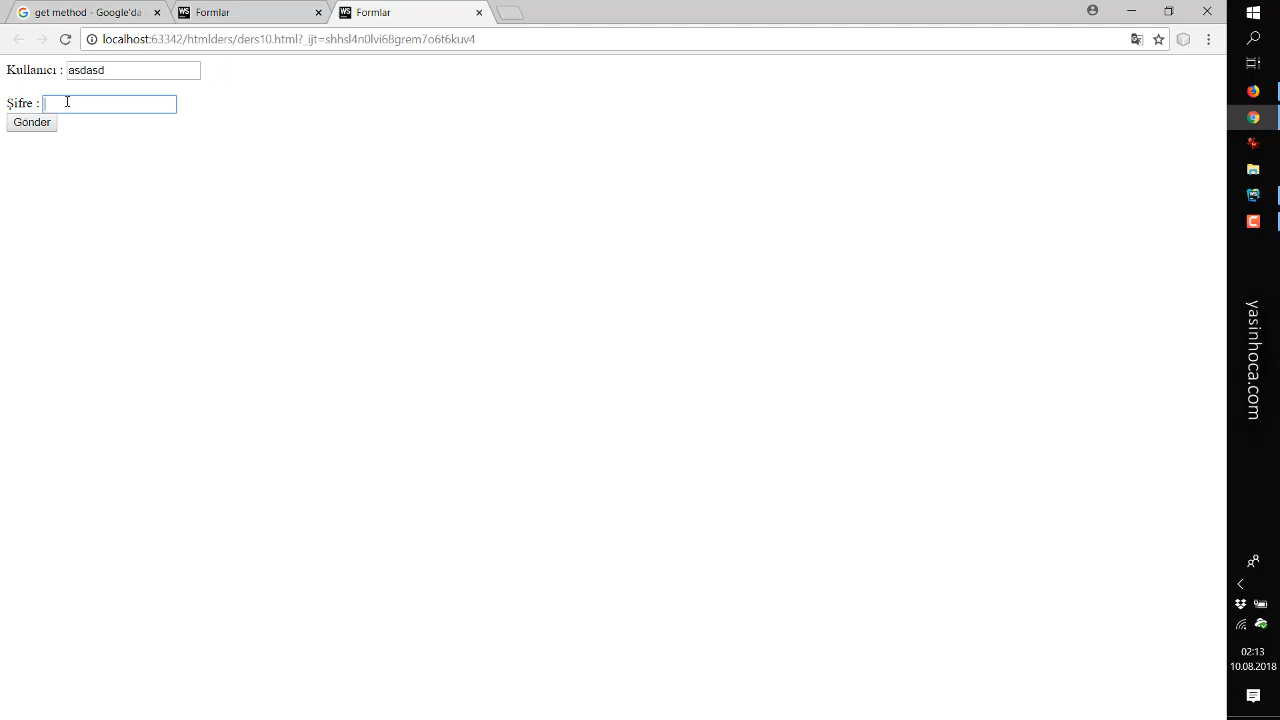 get method - Google'da
Formlar
Formlar
localhost:63342/htmlders/ders10.html?_ijt=shhsl4n0lvi68grem7o6t6kuv4
Kullanıcı : asdasd
Şifre :
Gönder
yasinhoca.com
02:13
10.08.2018